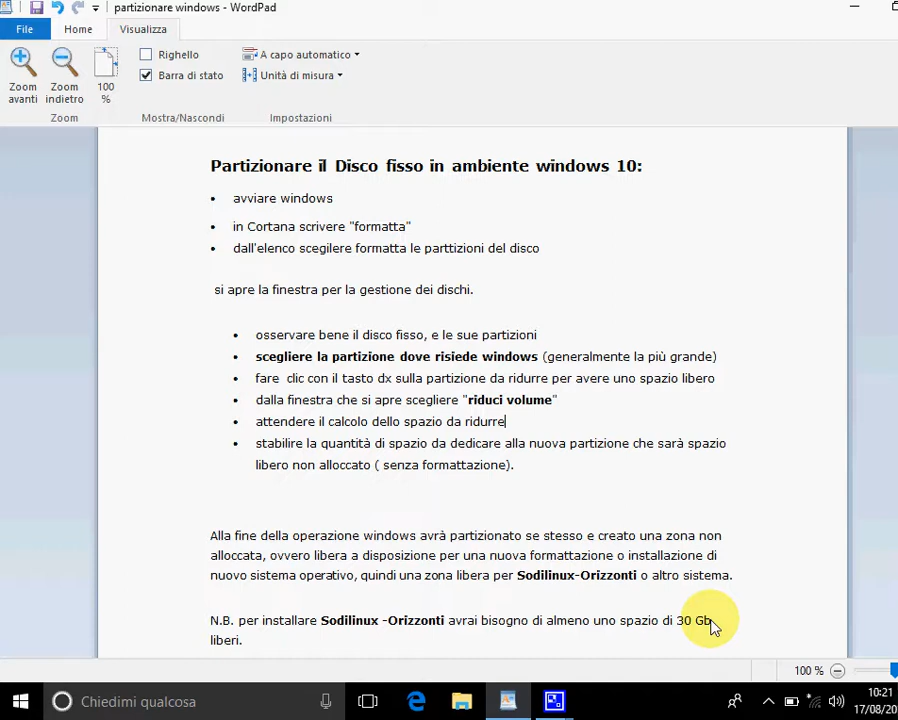 partizionare windows - WordPad
File Home Visualizza
Righello
A capo automatico
Barra di stato
Unità di misura
Zoom avanti
Zoom indietro
100 %
Zoom
Mostra/Nascondi
Impostazioni
Partizionare il Disco fisso in ambiente windows 10:
• avviare windows
• in Cortana scrivere "formatta"
• dall'elenco scegilere formatta le parttizioni del disco
si apre la finestra per la gestione dei dischi.
• osservare bene il disco fisso, e le sue partizioni
• scegliere la partizione dove risiede windows (generalmente la più grande)
• fare clic con il tasto dx sulla partizione da ridurre per avere uno spazio libero
• dalla finestra che si apre scegliere "riduci volume"
• attendere il calcolo dello spazio da ridurre
• stabilire la quantità di spazio da dedicare alla nuova partizione che sarà spazio
libero non alloccato ( senza formattazione).
Alla fine della operazione windows avrà partizionato se stesso e creato una zona non
alloccata, ovvero libera a disposizione per una nuova formattazione o installazione di
nuovo sistema operativo, quindi una zona libera per Sodilinux-Orizzonti o altro sistema.
N.B. per installare Sodilinux -Orizzonti avrai bisogno di almeno uno spazio di 30 Gb
liberi.
100 %
Chiedimi qualcosa
10:21
17/08/20